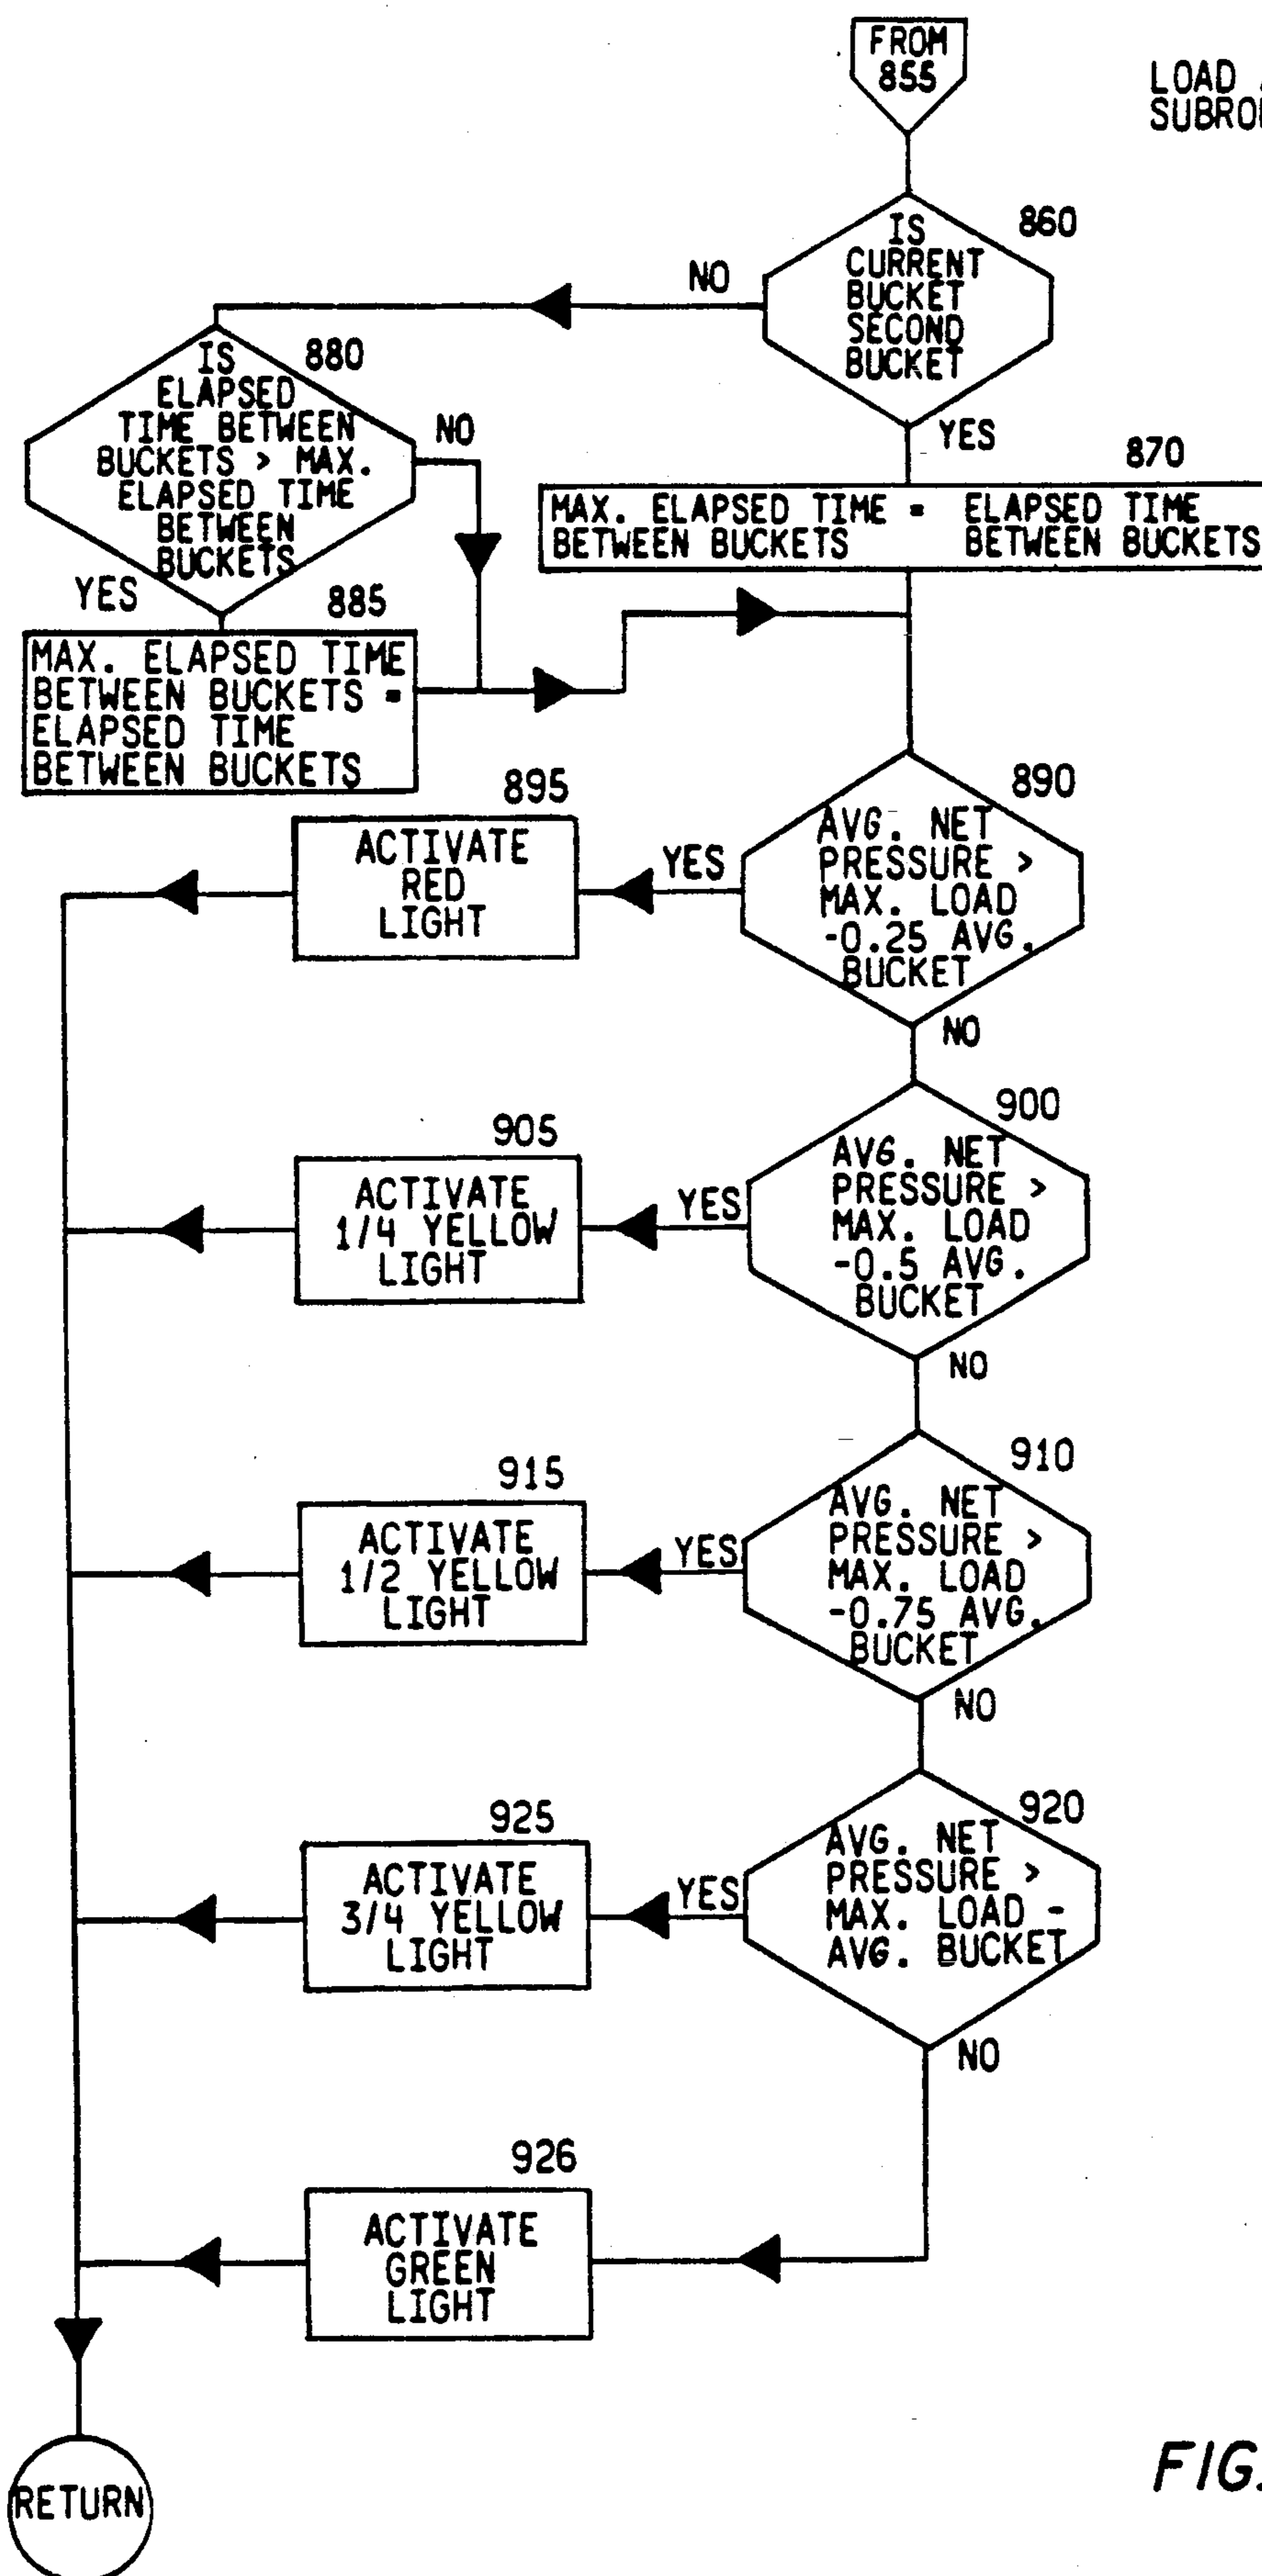 FROM
855
LOAD
860
IS
CURRENT
BUCKET
SECOND
BUCKET
NO
YES
880
IS
ELAPSED
TIME BETWEEN
BUCKETS > MAX.
ELAPSED TIME
BETWEEN
BUCKETS
NO
YES
870
MAX. ELAPSED TIME = ELAPSED TIME
BETWEEN BUCKETS BETWEEN BUCKETS
885
MAX. ELAPSED TIME
BETWEEN BUCKETS =
ELAPSED TIME
BETWEEN BUCKETS
890
AVG. NET
PRESSURE >
MAX. LOAD
-0.25 AVG.
BUCKET
YES
NO
895
ACTIVATE
RED
LIGHT
900
AVG. NET
PRESSURE >
MAX. LOAD
-0.5 AVG.
BUCKET
YES
NO
905
ACTIVATE
1/4 YELLOW
LIGHT
910
AVG. NET
PRESSURE >
MAX. LOAD
-0.75 AVG.
BUCKET
YES
NO
915
ACTIVATE
1/2 YELLOW
LIGHT
920
AVG. NET
PRESSURE >
MAX. LOAD -
AVG. BUCKET
YES
NO
925
ACTIVATE
3/4 YELLOW
LIGHT
926
ACTIVATE
GREEN
LIGHT
RETURN
FIG.